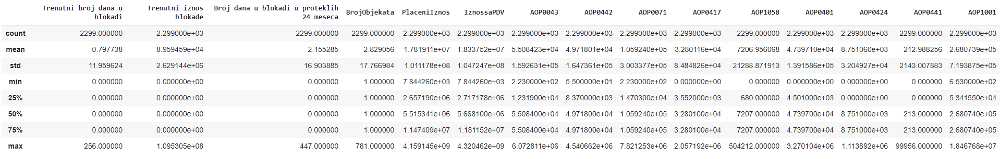 Trenutni broj dana u blokadi Trenutni iznos blokade Broj dana u blokadi u proteklih 24 meseca BrojObjekata PlaceniIznos IznossaPDV AOP0043 AOP0442 AOP0071 AOP0417 AOP1058 AOP0401 AOP0424 AOP0441 AOP1001
count 2299.000000 2.299000e+03 2299.000000 2299.000000 2.299000e+03 2.299000e+03 2.299000e+03 2.299000e+03 2.299000e+03 2.299000e+03 2299.000000 2.299000e+03 2.299000e+03 2299.000000 2.299000e+03
mean 0.797738 8.959459e+04 2.155285 2.829056 1.781911e+07 1.833752e+07 5.508423e+04 4.971801e+04 1.059240e+05 3.280116e+04 7206.956068 4.739710e+04 8.751060e+03 212.988256 2.680739e+05
std 11.959624 2.629144e+06 16.903885 17.766984 1.011178e+08 1.047247e+08 1.592631e+05 1.647361e+05 3.003377e+05 8.484826e+04 21288.871913 1.391586e+05 3.204927e+04 2143.007883 7.193875e+05
min 0.000000 0.000000e+00 0.000000 1.000000 7.844260e+03 7.844260e+03 2.230000e+02 5.500000e+01 2.230000e+02 0.000000e+00 0.000000 0.000000e+00 0.000000e+00 0.000000 6.530000e+02
25% 0.000000 0.000000e+00 0.000000 1.000000 2.657190e+06 2.717178e+06 1.231900e+04 8.370000e+03 1.470300e+04 3.552000e+03 680.000000 4.501000e+03 0.000000e+00 0.000000 5.341550e+04
50% 0.000000 0.000000e+00 0.000000 1.000000 5.515341e+06 5.668100e+06 5.508400e+04 4.971800e+04 1.059240e+05 3.280100e+04 7207.000000 4.739700e+04 8.751000e+03 213.000000 2.680740e+05
75% 0.000000 0.000000e+00 0.000000 1.000000 1.147409e+07 1.181152e+07 5.508400e+04 4.971800e+04 1.059240e+05 3.280100e+04 7207.000000 4.739700e+04 8.751000e+03 213.000000 2.680740e+05
max 256.000000 1.095305e+08 447.000000 781.000000 4.159145e+09 4.320462e+09 6.072811e+06 4.540662e+06 7.821253e+06 2.057192e+06 504212.000000 3.270104e+06 1.113892e+06 99956.000000 1.846768e+07